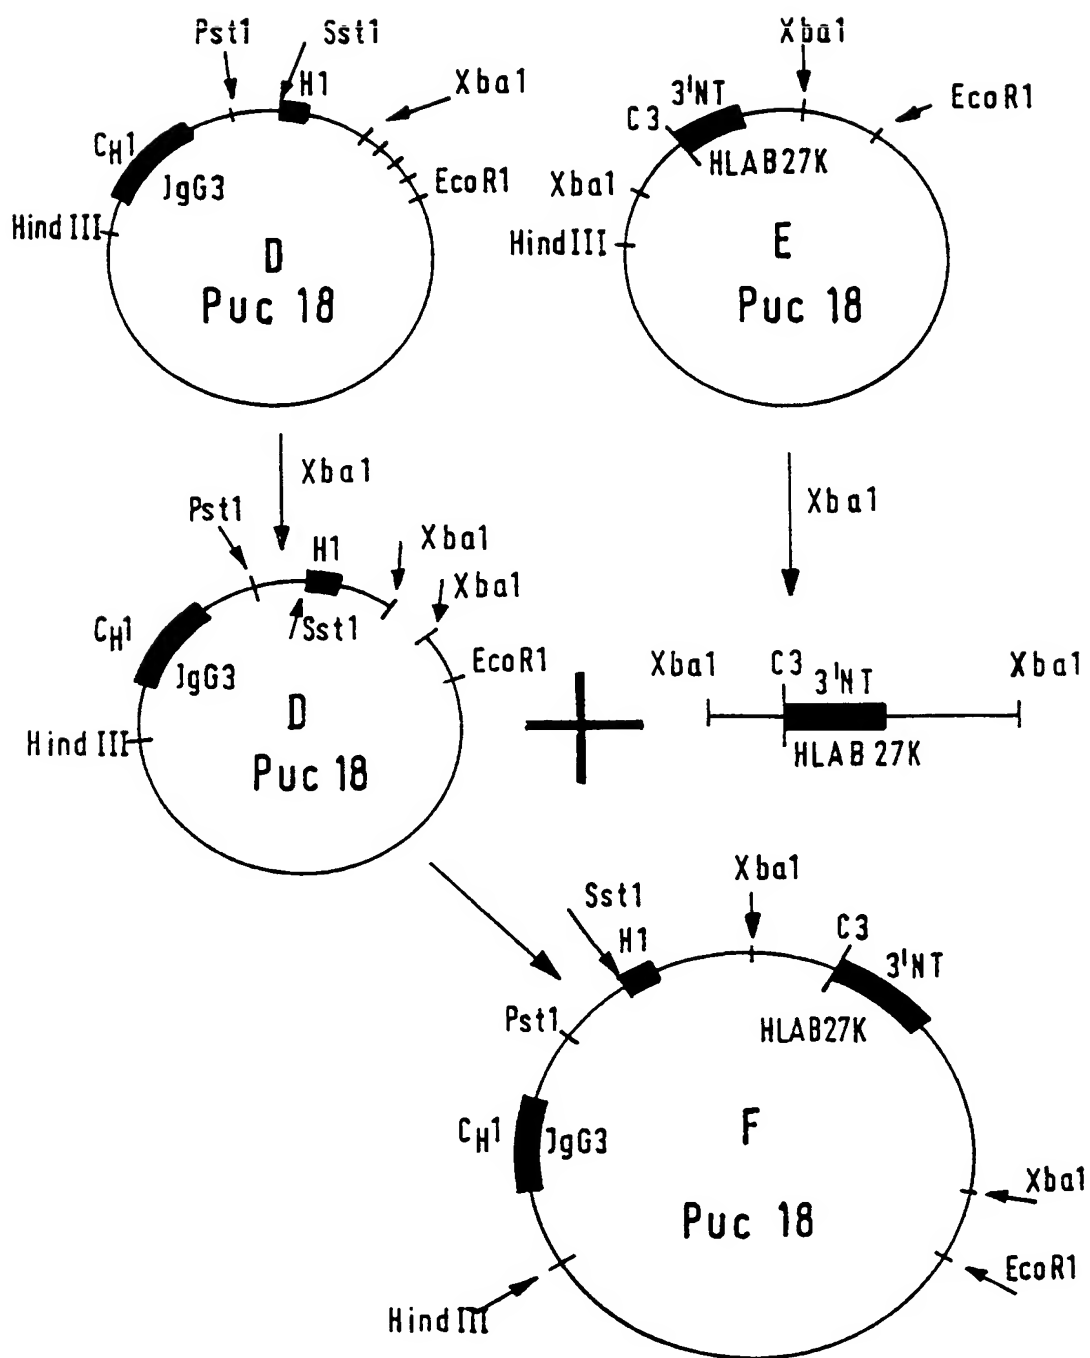 Pst1
Sst1
H1
Xba1
CH1
JgG3
EcoR1
Hind III
D
Puc 18
Xba1
3'NT
C3
EcoR1
HLAB27K
Xba1
Hind III
E
Puc 18
Xba1
Xba1
Pst1
H1
Xba1
Xba1
Sst1
CH1
JgG3
EcoR1
Hind III
D
Puc 18
Xba1
C3
3'NT
Xba1
HLAB 27K
Xba1
Sst1
H1
C3
3'NT
Pst1
HLAB27K
CH1
JgG3
F
Xba1
Puc 18
EcoR1
Hind III